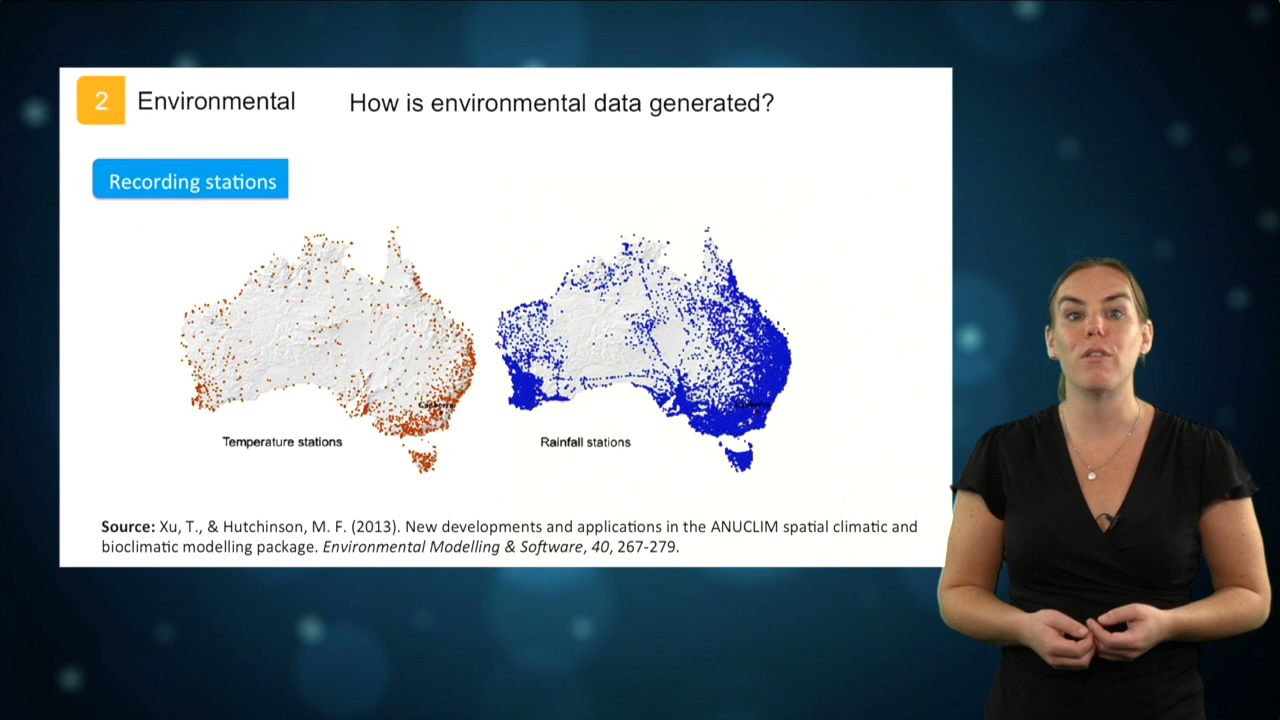 2 Environmental How is environmental data generated?
Recording stations
Canberra
Temperature stations
Rainfall stations
Source: Xu, T., & Hutchinson, M. F. (2013). New developments and applications in the ANUCLIM spatial climatic and
bioclimatic modelling package. Environmental Modelling & Software, 40, 267-279.